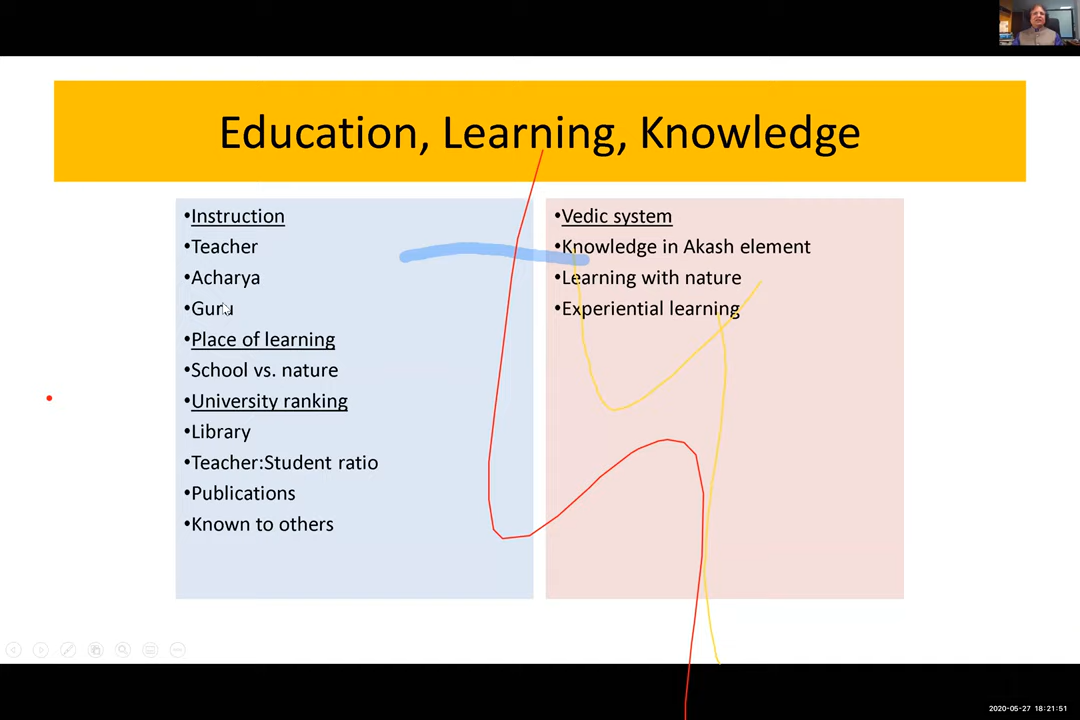 Education, Learning, Knowledge
•Instruction
•Teacher
•Acharya
•Guru
•Place of learning
•School vs. nature
•University ranking
•Library
•Teacher:Student ratio
•Publications
•Known to others
•Vedic system
•Knowledge in Akash element
•Learning with nature
•Experiential learning
2020-05-27 18:21:51